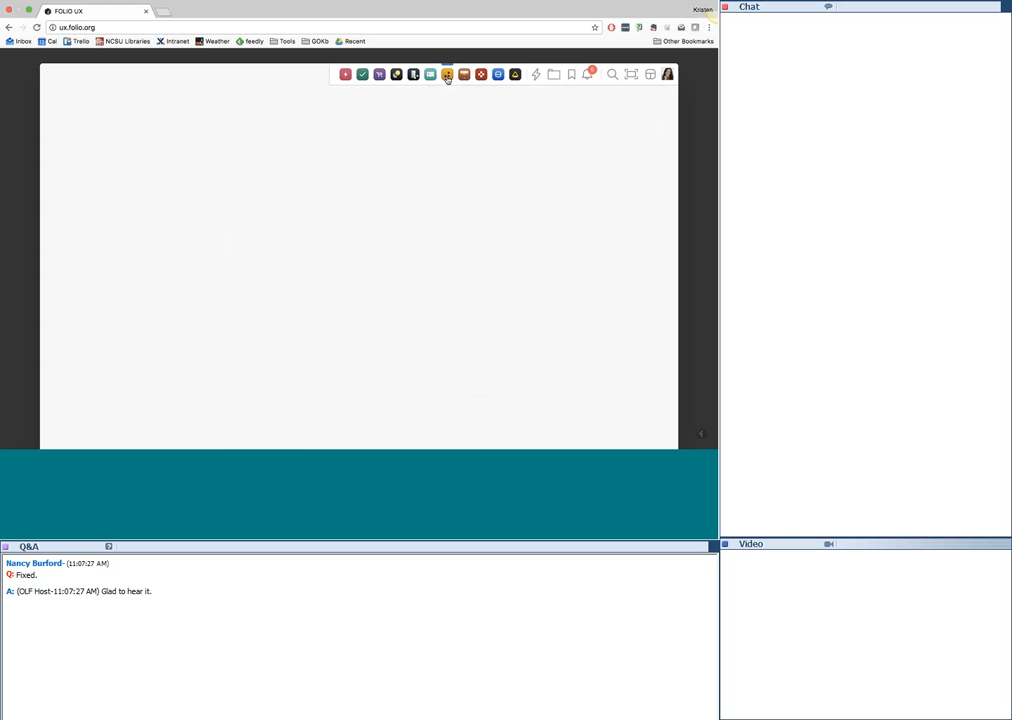 FOLIO UX
Kristen
ux.folio.org
Inbox Cal Trello NCSU Libraries Intranet Weather feedly Tools GOKb Recent Other Bookmarks
Chat
Q&A
Nancy Burford- (11:07:27 AM)
Q: Fixed.
A: (OLF Host-11:07:27 AM) Glad to hear it.
Video